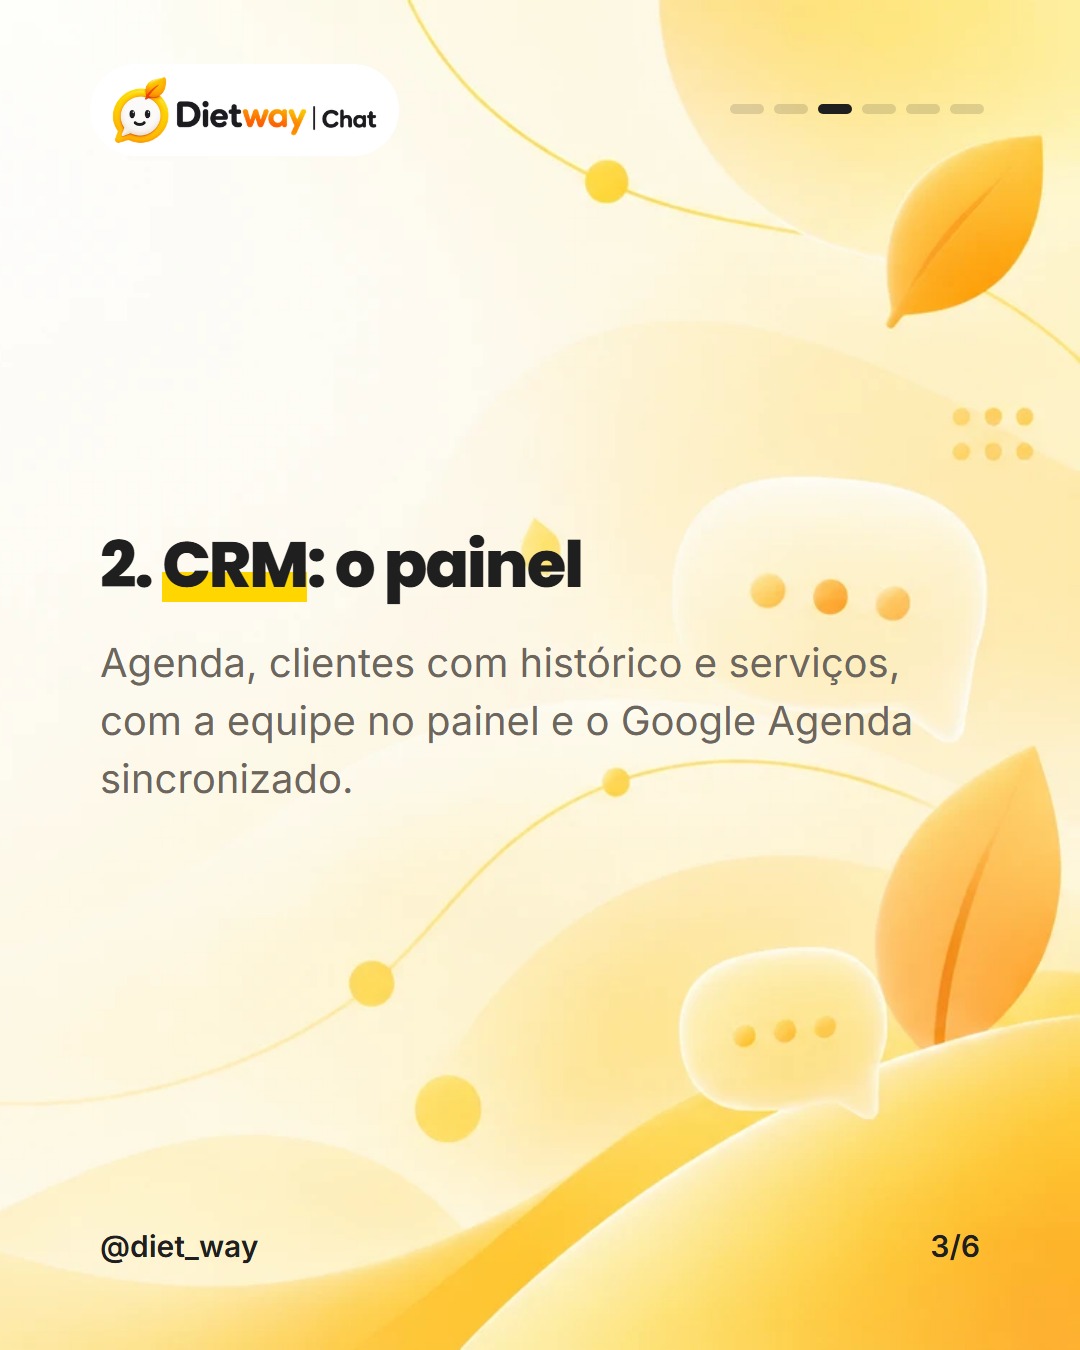 Dietway | Chat
2. CRM: o painel
Agenda, clientes com histórico e serviços,
com a equipe no painel e o Google Agenda
sincronizado.
@diet_way
3/6